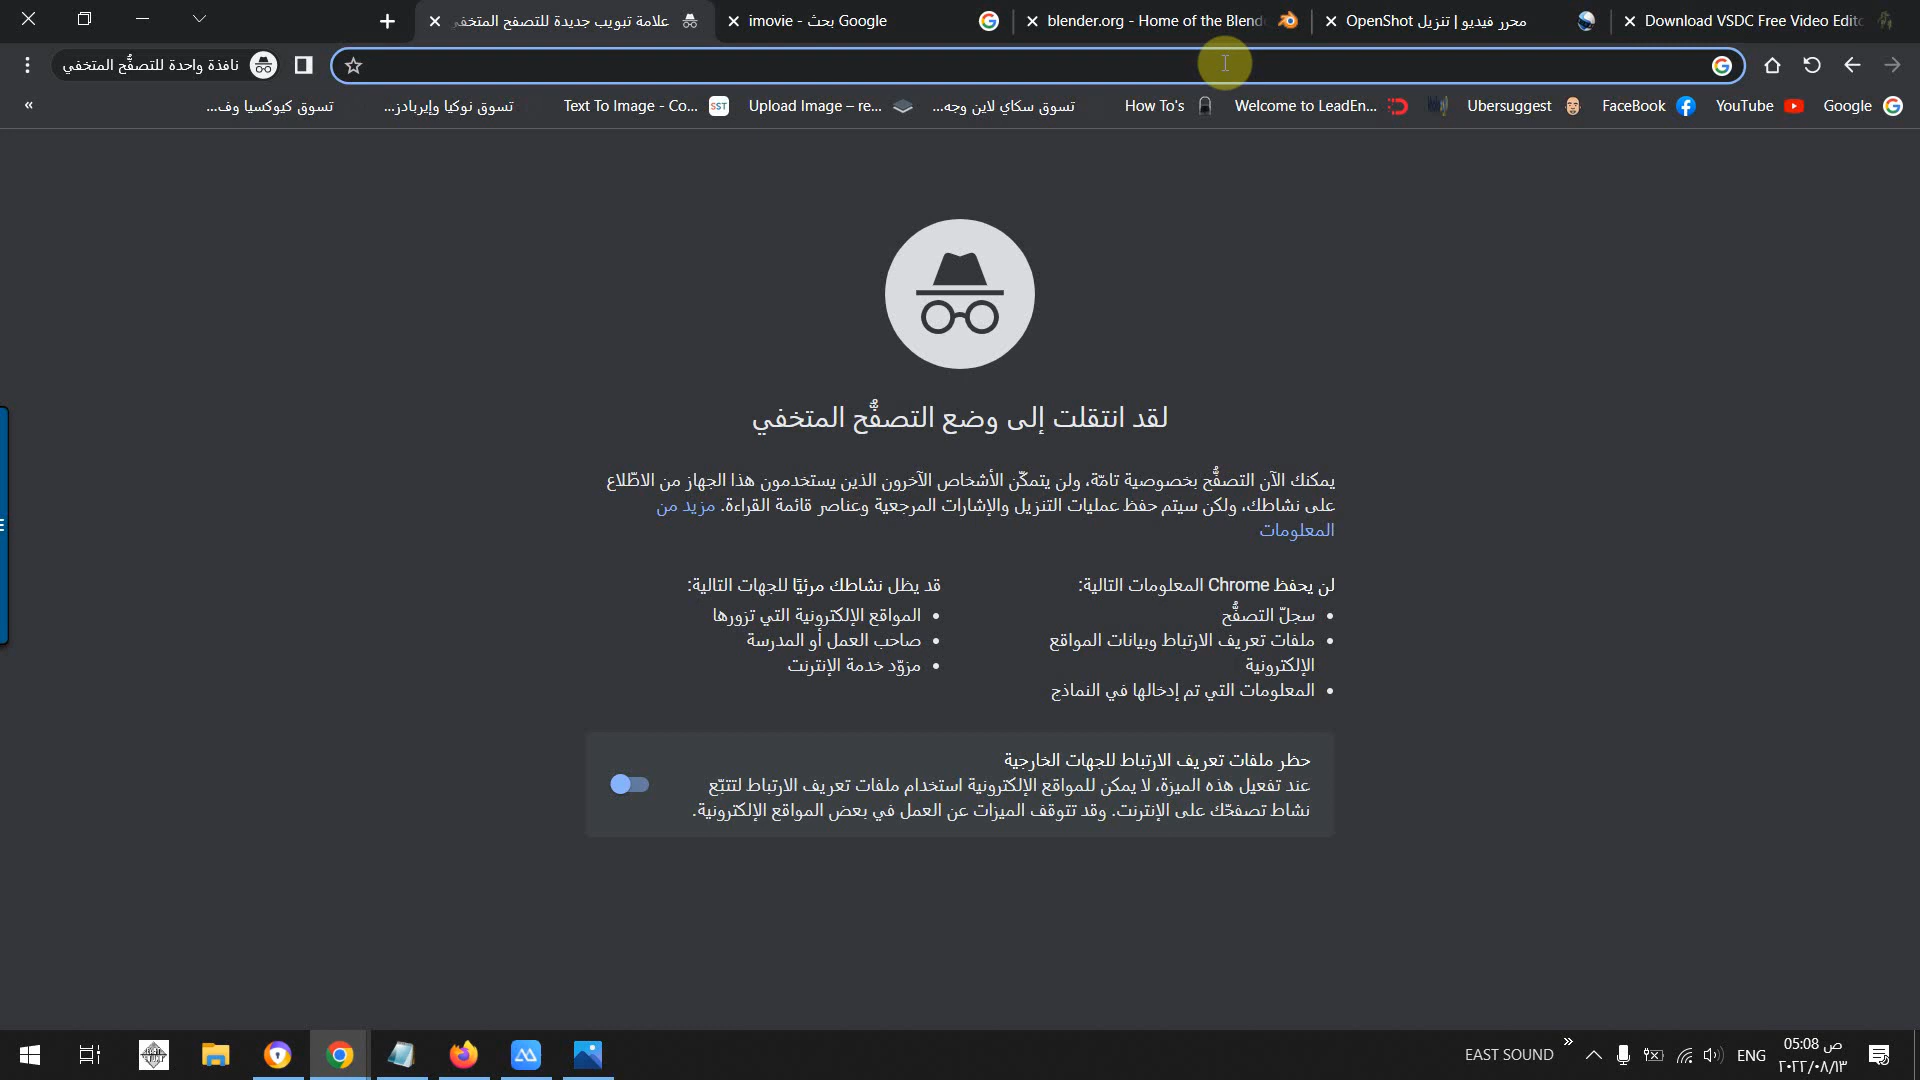 علامة تبويب جديدة للتصفح المتخفي
imovie - بحث Google
blender.org - Home of the Blend
محرر فيديو | تنزيل OpenShot
Download VSDC Free Video Edito
نافذة واحدة للتصفُّح المتخفي
Google
YouTube
FaceBook
Ubersuggest
Welcome to LeadEn...
How To's
تسوق سكاي لاين وجه...
Upload Image – re...
Text To Image - Co...
SST
تسوق نوكيا وإيربادز...
تسوق كيوكسيا وف...
«
لقد انتقلت إلى وضع التصفُّح المتخفي
يمكنك الآن التصفُّح بخصوصية تامّة، ولن يتمكّن الأشخاص الآخرون الذين يستخدمون هذا الجهاز من الاطّلاع
على نشاطك، ولكن سيتم حفظ عمليات التنزيل والإشارات المرجعية وعناصر قائمة القراءة. مزيد من
المعلومات
لن يحفظ Chrome المعلومات التالية:
• سجلّ التصفُّح
• ملفات تعريف الارتباط وبيانات المواقع
الإلكترونية
• المعلومات التي تم إدخالها في النماذج
قد يظل نشاطك مرئيًا للجهات التالية:
• المواقع الإلكترونية التي تزورها
• صاحب العمل أو المدرسة
• مزوّد خدمة الإنترنت
حظر ملفات تعريف الارتباط للجهات الخارجية
عند تفعيل هذه الميزة، لا يمكن للمواقع الإلكترونية استخدام ملفات تعريف الارتباط لتتبّع
نشاط تصفحّك على الإنترنت. وقد تتوقف الميزات عن العمل في بعض المواقع الإلكترونية.
EAST SOUND
ENG
05:08 ص
٢٠٢٢/٠٨/١٣